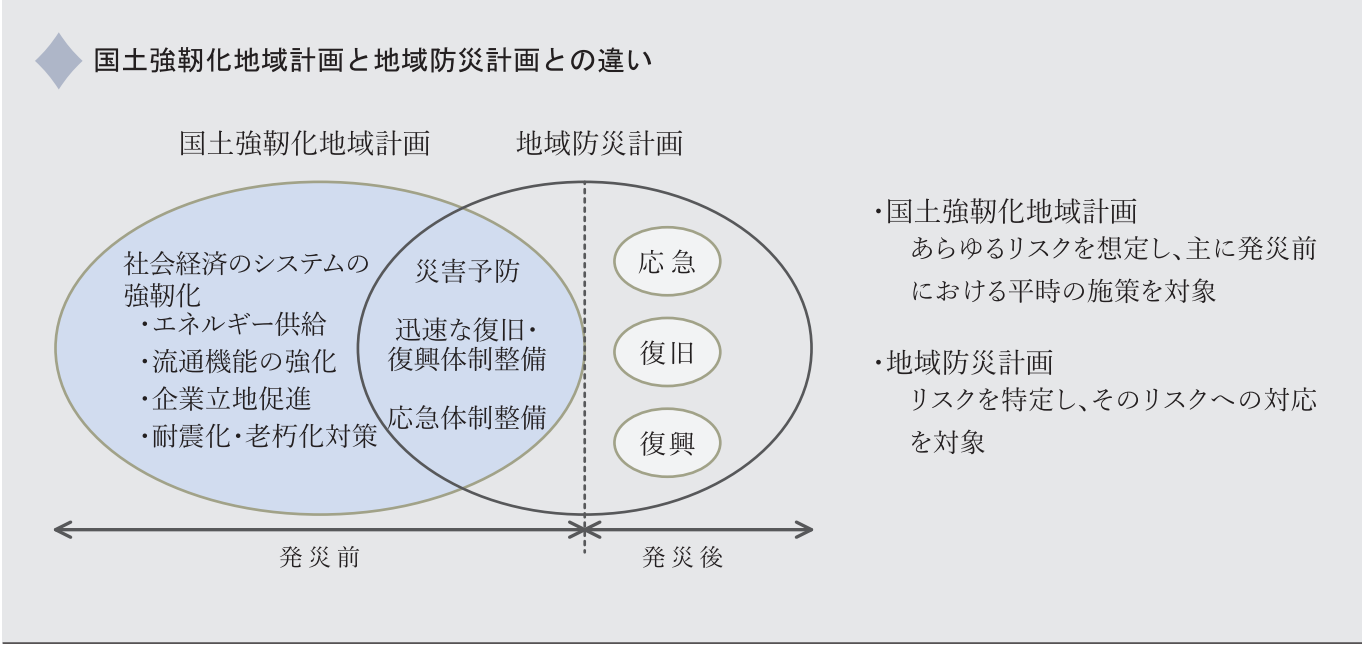 国土強靭化地域計画と地域防災計画との違い
国土強靭化地域計画
地域防災計画
社会経済のシステムの
強靭化
・エネルギー供給
・流通機能の強化
・企業立地促進
・耐震化・老朽化対策
災害予防
迅速な復旧・
復興体制整備
応急体制整備
応急
復旧
復興
発災前
発災後
・国土強靭化地域計画
あらゆるリスクを想定し、主に発災前
における平時の施策を対象
・地域防災計画
リスクを特定し、そのリスクへの対応
を対象